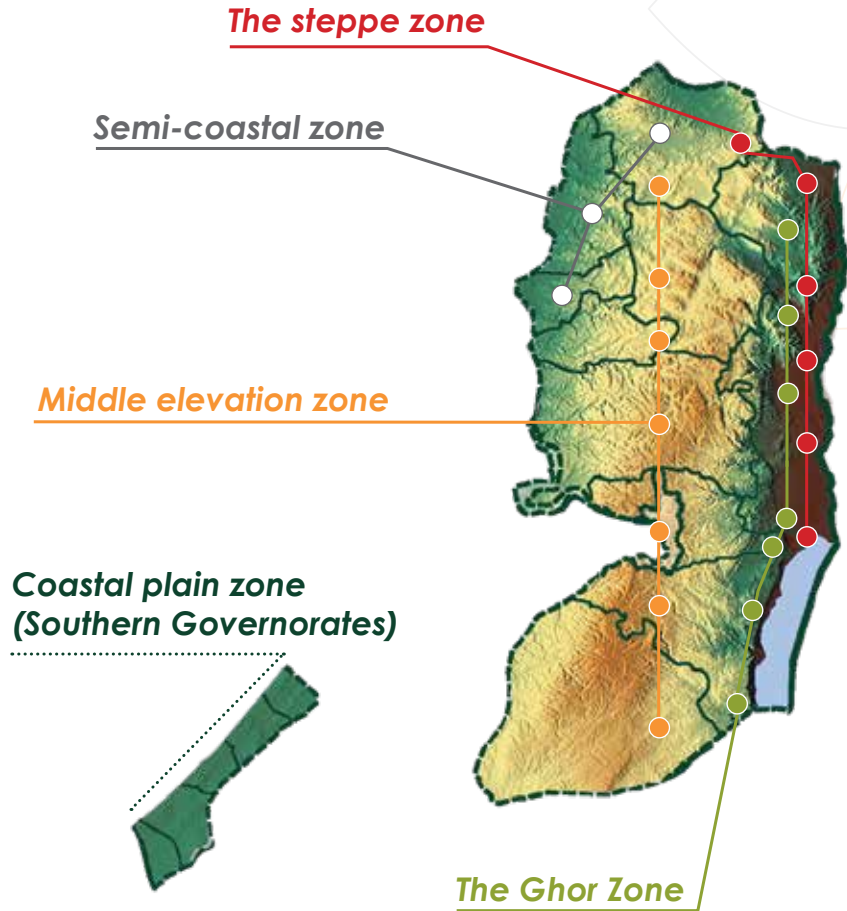 The steppe zone
Semi-coastal zone
Middle elevation zone
Coastal plain zone
(Southern Governorates)
The Ghor Zone